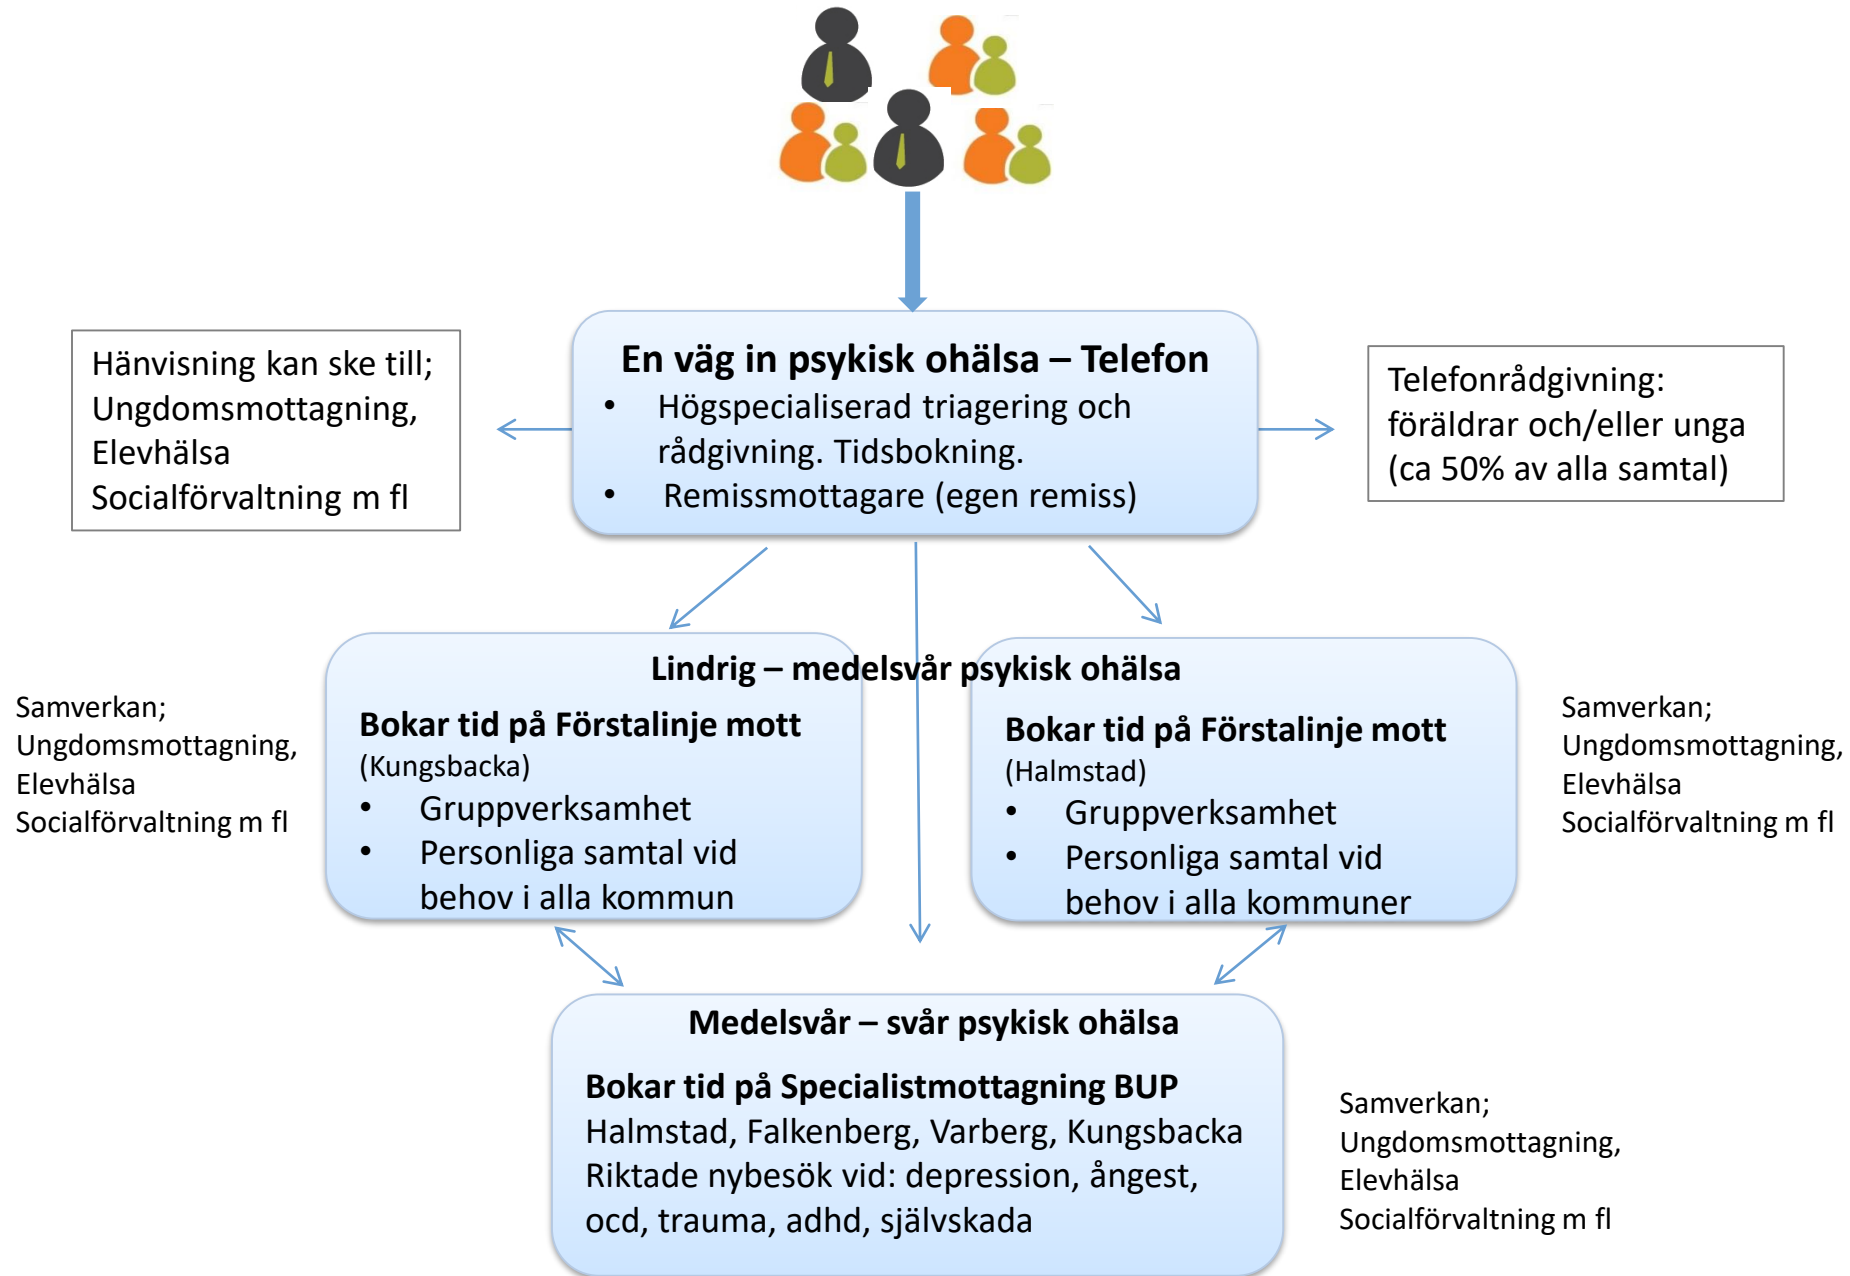 En väg in psykisk ohälsa – Telefon
• Högspecialiserad triagering och
rådgivning. Tidsbokning.
• Remissmottagare (egen remiss)
Hänvisning kan ske till;
Ungdomsmottagning,
Elevhälsa
Socialförvaltning m fl
Telefonrådgivning:
föräldrar och/eller unga
(ca 50% av alla samtal)
Lindrig – medelsvår psykisk ohälsa
Samverkan;
Ungdomsmottagning,
Elevhälsa
Socialförvaltning m fl
Bokar tid på Förstalinje mott
(Kungsbacka)
• Gruppverksamhet
• Personliga samtal vid
behov i alla kommun
Bokar tid på Förstalinje mott
(Halmstad)
• Gruppverksamhet
• Personliga samtal vid
behov i alla kommuner
Samverkan;
Ungdomsmottagning,
Elevhälsa
Socialförvaltning m fl
Medelsvår – svår psykisk ohälsa
Bokar tid på Specialistmottagning BUP
Halmstad, Falkenberg, Varberg, Kungsbacka
Riktade nybesök vid: depression, ångest,
ocd, trauma, adhd, självskada
Samverkan;
Ungdomsmottagning,
Elevhälsa
Socialförvaltning m fl